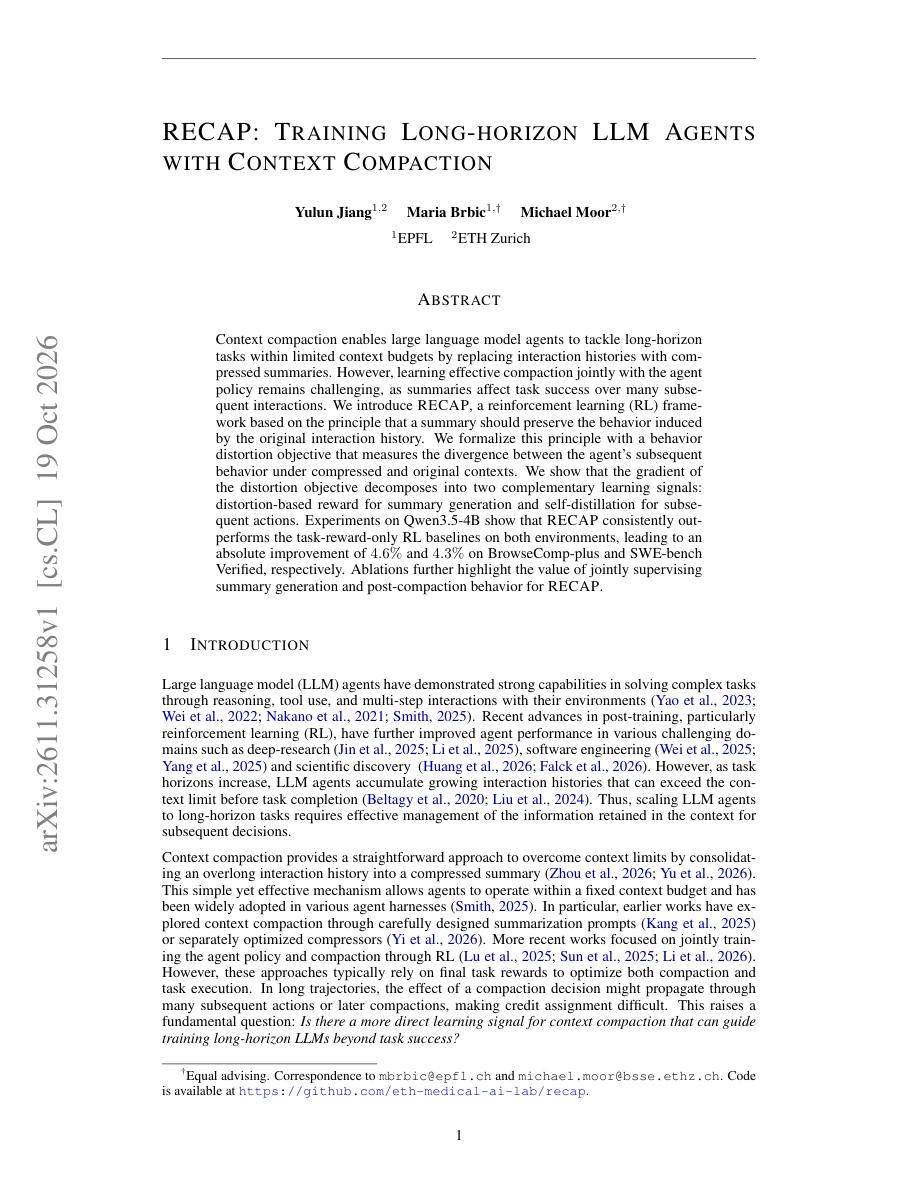 RECAP: TRAINING LONG-HORIZON LLM AGENTS
WITH CONTEXT COMPACTION
Yulun Jiang1,2 Maria Brbic1,† Michael Moor2,†
1EPFL 2ETH Zurich
ABSTRACT
Context compaction enables large language model agents to tackle long-horizon
tasks within limited context budgets by replacing interaction histories with com-
pressed summaries. However, learning effective compaction jointly with the agent
policy remains challenging, as summaries affect task success over many subse-
quent interactions. We introduce RECAP, a reinforcement learning (RL) frame-
work based on the principle that a summary should preserve the behavior induced
by the original interaction history. We formalize this principle with a behavior
distortion objective that measures the divergence between the agent's subsequent
behavior under compressed and original contexts. We show that the gradient of
the distortion objective decomposes into two complementary learning signals:
distortion-based reward for summary generation and self-distillation for subse-
quent actions. Experiments on Qwen3.5-4B show that RECAP consistently out-
performs the task-reward-only RL baselines on both environments, leading to an
absolute improvement of 4.6% and 4.3% on BrowseComp-plus and SWE-bench
Verified, respectively. Ablations further highlight the value of jointly supervising
summary generation and post-compaction behavior for RECAP.
1 INTRODUCTION
Large language model (LLM) agents have demonstrated strong capabilities in solving complex tasks
through reasoning, tool use, and multi-step interactions with their environments (Yao et al., 2023;
Wei et al., 2022; Nakano et al., 2021; Smith, 2025). Recent advances in post-training, particularly
reinforcement learning (RL), have further improved agent performance in various challenging do-
mains such as deep-research (Jin et al., 2025; Li et al., 2025), software engineering (Wei et al., 2025;
Yang et al., 2025) and scientific discovery (Huang et al., 2026; Falck et al., 2026). However, as task
horizons increase, LLM agents accumulate growing interaction histories that can exceed the con-
text limit before task completion (Beltagy et al., 2020; Liu et al., 2024). Thus, scaling LLM agents
to long-horizon tasks requires effective management of the information retained in the context for
subsequent decisions.
Context compaction provides a straightforward approach to overcome context limits by consolidat-
ing an overlong interaction history into a compressed summary (Zhou et al., 2026; Yu et al., 2026).
This simple yet effective mechanism allows agents to operate within a fixed context budget and has
been widely adopted in various agent harnesses (Smith, 2025). In particular, earlier works have ex-
plored context compaction through carefully designed summarization prompts (Kang et al., 2025)
or separately optimized compressors (Yi et al., 2026). More recent works focused on jointly train-
ing the agent policy and compaction through RL (Lu et al., 2025; Sun et al., 2025; Li et al., 2026).
However, these approaches typically rely on final task rewards to optimize both compaction and
task execution. In long trajectories, the effect of a compaction decision might propagate through
many subsequent actions or later compactions, making credit assignment difficult. This raises a
fundamental question: Is there a more direct learning signal for context compaction that can guide
training long-horizon LLMs beyond task success?
†Equal advising. Correspondence to mbrbic@epfl.ch and michael.moor@bsse.ethz.ch. Code
is available at https://github.com/eth-medical-ai-lab/recap.
1
arXiv:2611.31258v1 [cs.CL] 19 Oct 2026